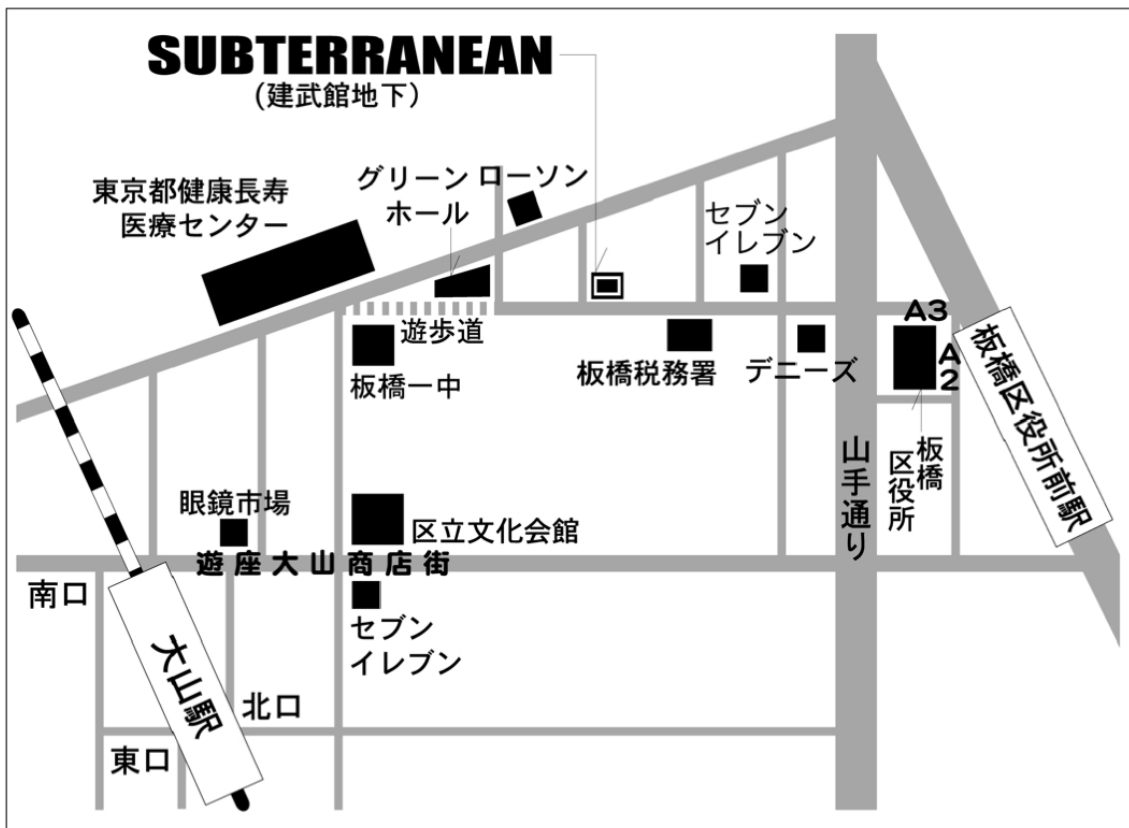 SUBTERRANEAN
(建武館地下)
東京都健康長寿
医療センター
グリーン
ホール
ローソン
セブン
イレブン
遊歩道
板橋一中
板橋税務署
デニーズ
A3
A
2
板橋区役所前駅
板橋
区役所
山手通り
眼鏡市場
区立文化会館
遊座大山商店街
南口
セブン
イレブン
大山駅
北口
東口